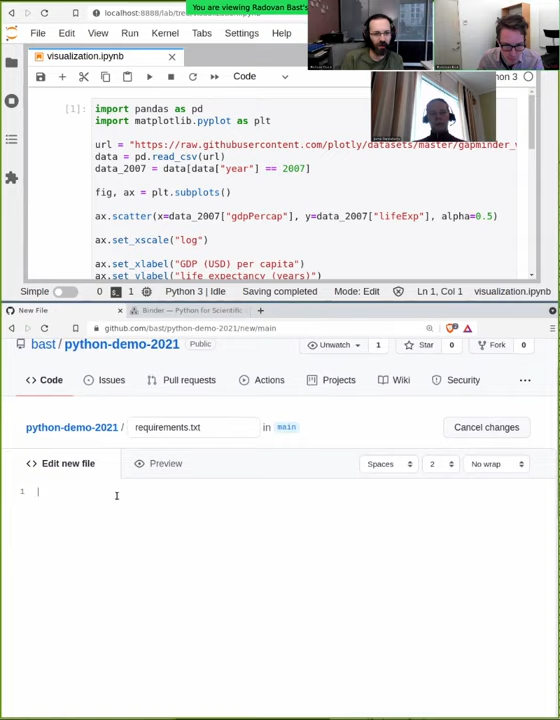 You are viewing Radovan Bast's
localhost:8888/lab/tre
visualization.ipynb
File Edit View Run Kernel Tabs Settings Help
visualization.ipynb
Code
[1]:
import pandas as pd
import matplotlib.pyplot as plt
url = "https://raw.githubusercontent.com/plotly/datasets/master/gapminder_
data = pd.read_csv(url)
data_2007 = data[data["year"] == 2007]
fig, ax = plt.subplots()
ax.scatter(x=data_2007["gdpPercap"], y=data_2007["lifeExp"], alpha=0.5)
ax.set_xscale("log")
ax.set_xlabel("GDP (USD) per capita")
ax.set_ylabel("life expectancy (years)")
Simple 0 1 Python 3 | Idle Saving completed Mode: Edit Ln 1, Col 1 visualization.ipynb
New File Binder — Python for Scientific
github.com/bast/python-demo-2021/new/main
bast / python-demo-2021 Public Unwatch 1 Star 0 Fork 0
Code Issues Pull requests Actions Projects Wiki Security
python-demo-2021 / requirements.txt in main Cancel changes
Edit new file Preview Spaces 2 No wrap
1